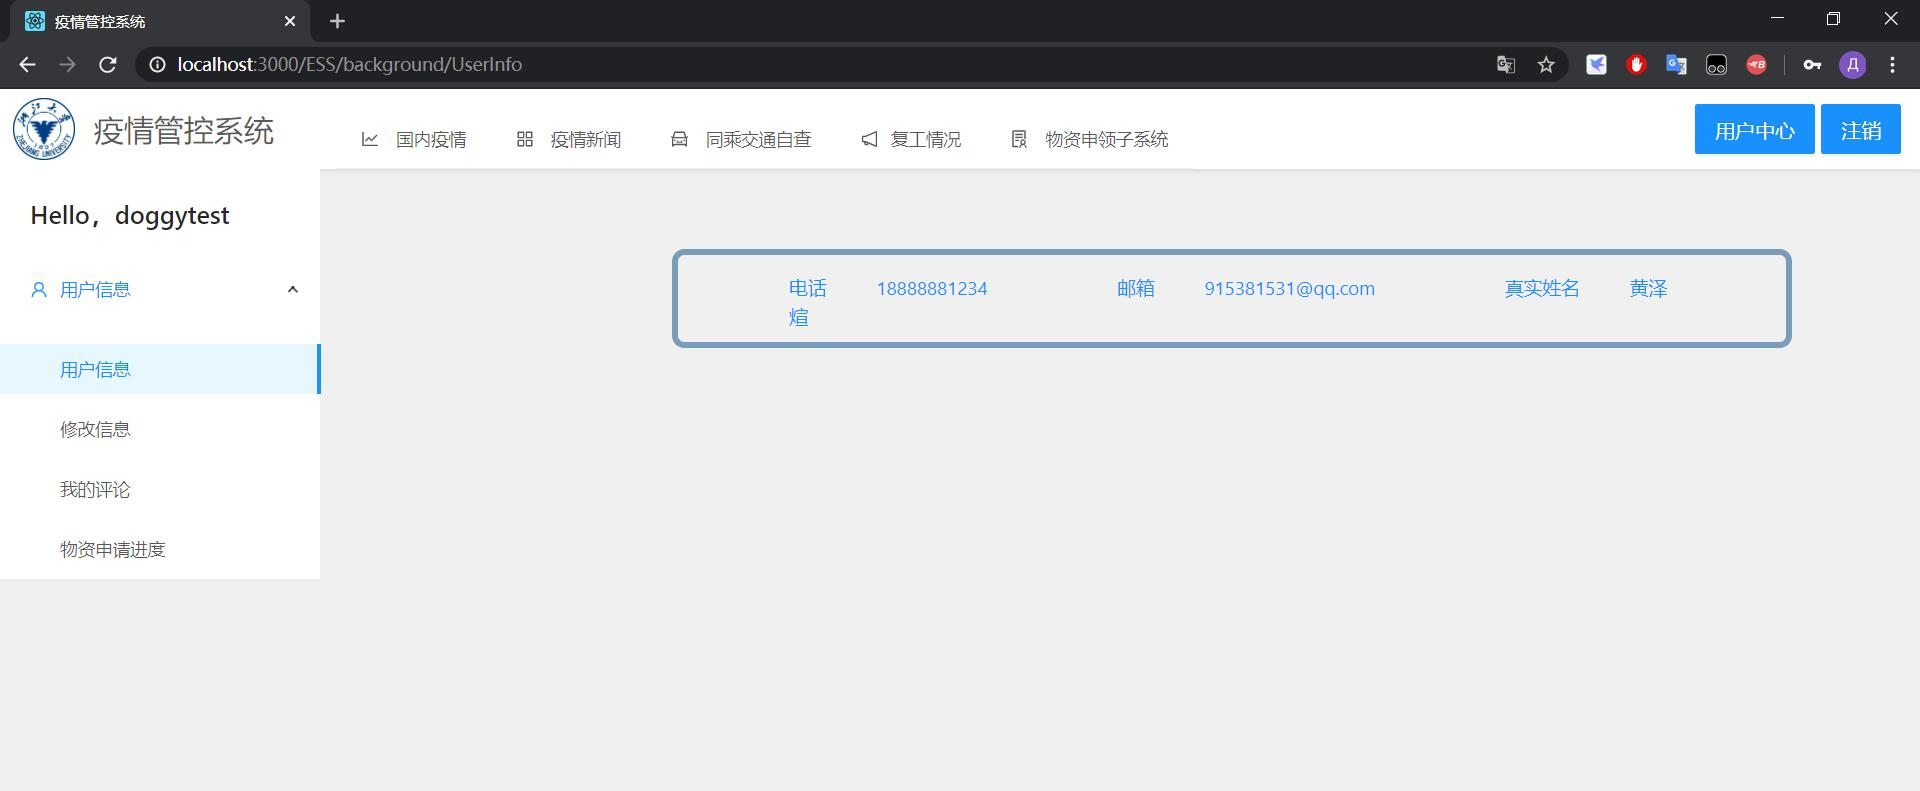 疫情管控系统
localhost:3000/ESS/background/UserInfo
疫情管控系统
国内疫情 疫情新闻 同乘交通自查 复工情况 物资申领子系统 用户中心 注销
Hello，doggytest
用户信息
电话 18888881234 邮箱 915381531@qq.com 真实姓名 黄泽
煊
用户信息
修改信息
我的评论
物资申请进度